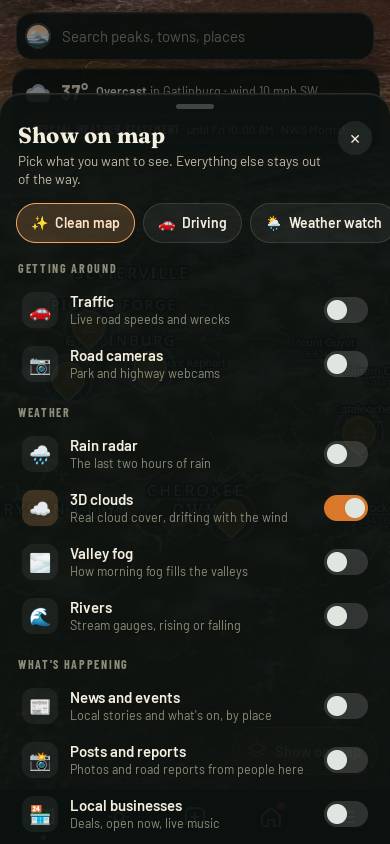 Search peaks, towns, places
37° Overcast in Gatlinburg · wind 10 mph SW
Show on map
Pick what you want to see. Everything else stays out
of the way.
Clean map
Driving
Weather watch
GETTING AROUND
Traffic
Live road speeds and wrecks
Road cameras
Park and highway webcams
WEATHER
Rain radar
The last two hours of rain
3D clouds
Real cloud cover, drifting with the wind
CHEROKEE
Valley fog
How morning fog fills the valleys
Rivers
Stream gauges, rising or falling
WHAT'S HAPPENING
News and events
Local stories and what's on, by place
Posts and reports
Photos and road reports from people here
Local businesses
Deals, open now, live music